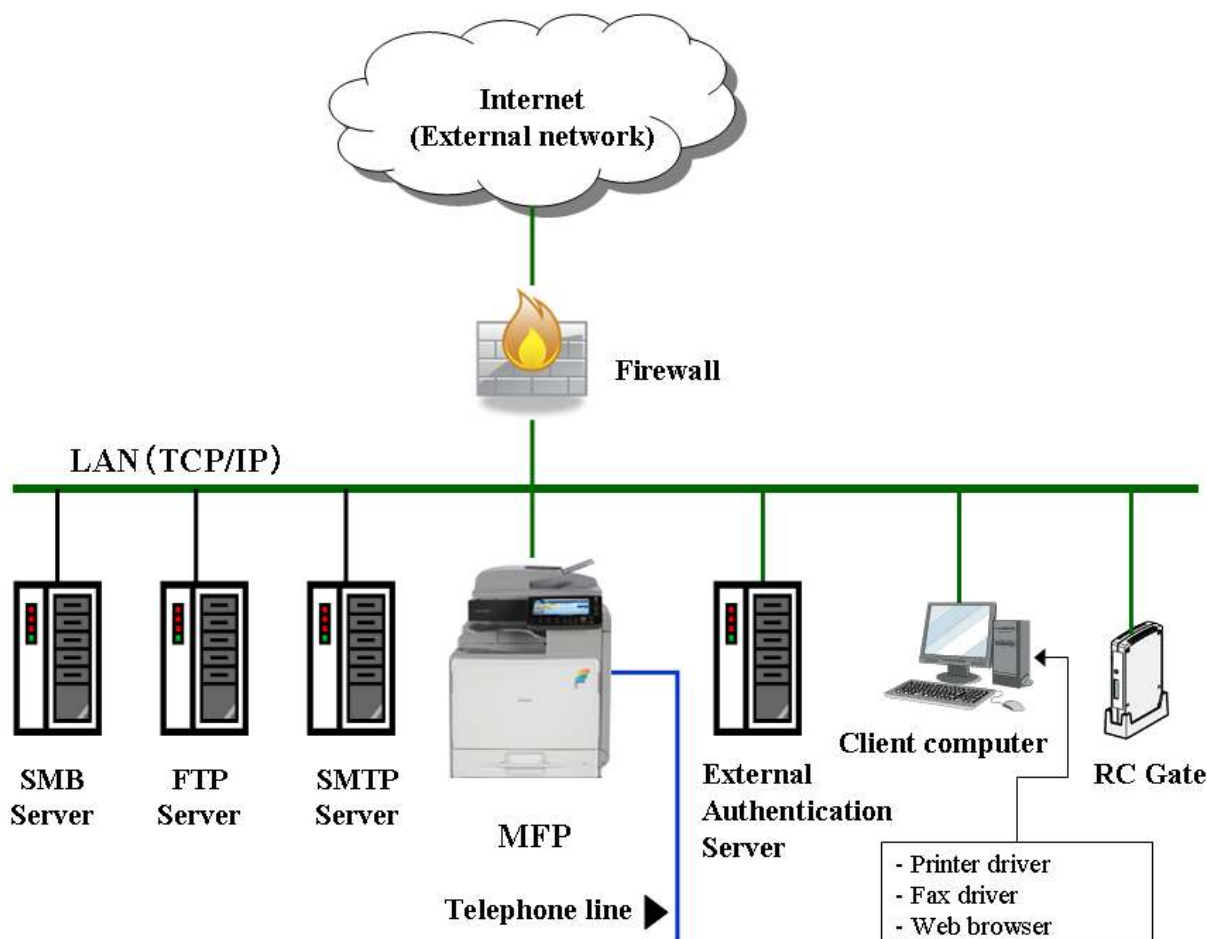 Internet
(External network)
Firewall
LAN(TCP/IP)
SMB
Server
FTP
Server
SMTP
Server
MFP
External
Authentication
Server
Client computer
RC Gate
Telephone line
- Printer driver
- Fax driver
- Web browser